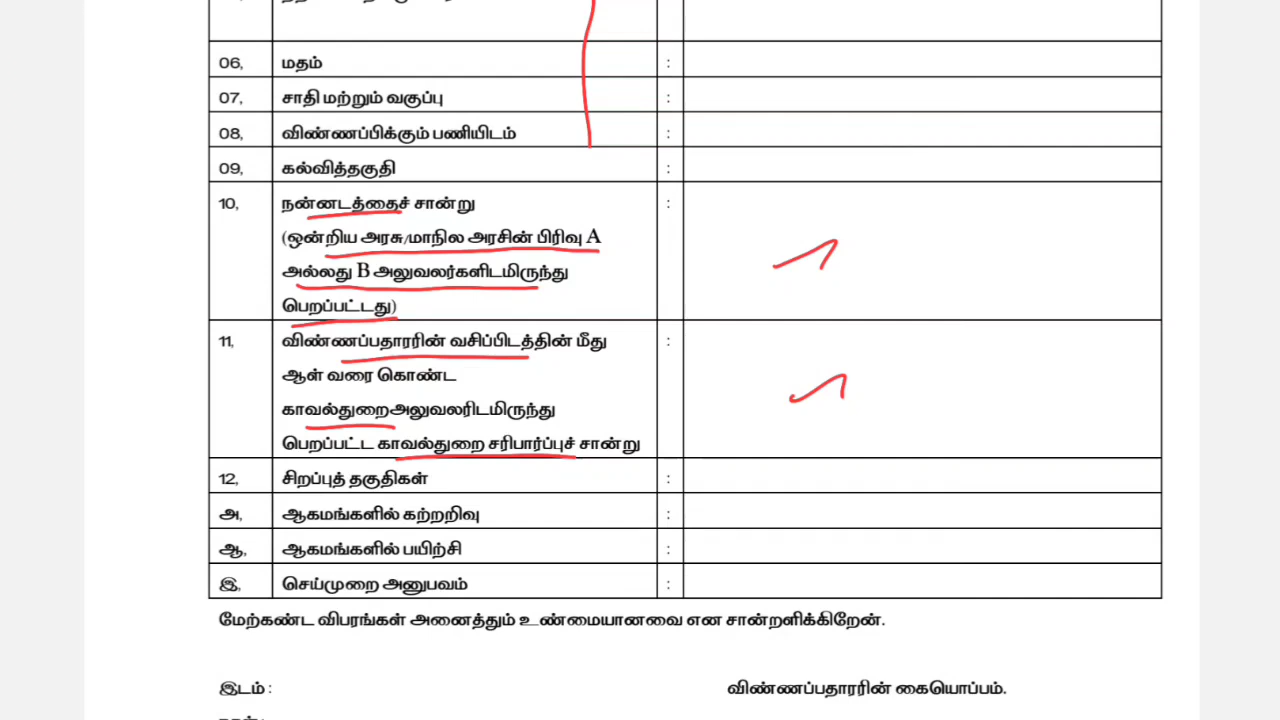 06, மதம் :
07, சாதி மற்றும் வகுப்பு :
08, விண்ணப்பிக்கும் பணியிடம் :
09, கல்வித்தகுதி :
10, நன்னடத்தைச் சான்று :
(ஒன்றிய அரசு/மாநில அரசின் பிரிவு A
அல்லது B அலுவலர்களிடமிருந்து
பெறப்பட்டது)
11, விண்ணப்பதாரரின் வசிப்பிடத்தின் மீது :
ஆள் வரை கொண்ட
காவல்துறைஅலுவலரிடமிருந்து
பெறப்பட்ட காவல்துறை சரிபார்ப்புச் சான்று
12, சிறப்புத் தகுதிகள் :
அ, ஆகமங்களில் கற்றறிவு :
ஆ, ஆகமங்களில் பயிற்சி :
இ, செய்முறை அனுபவம் :
மேற்கண்ட விபரங்கள் அனைத்தும் உண்மையானவை என சான்றளிக்கிறேன்.
இடம் : விண்ணப்பதாரரின் கையொப்பம்.